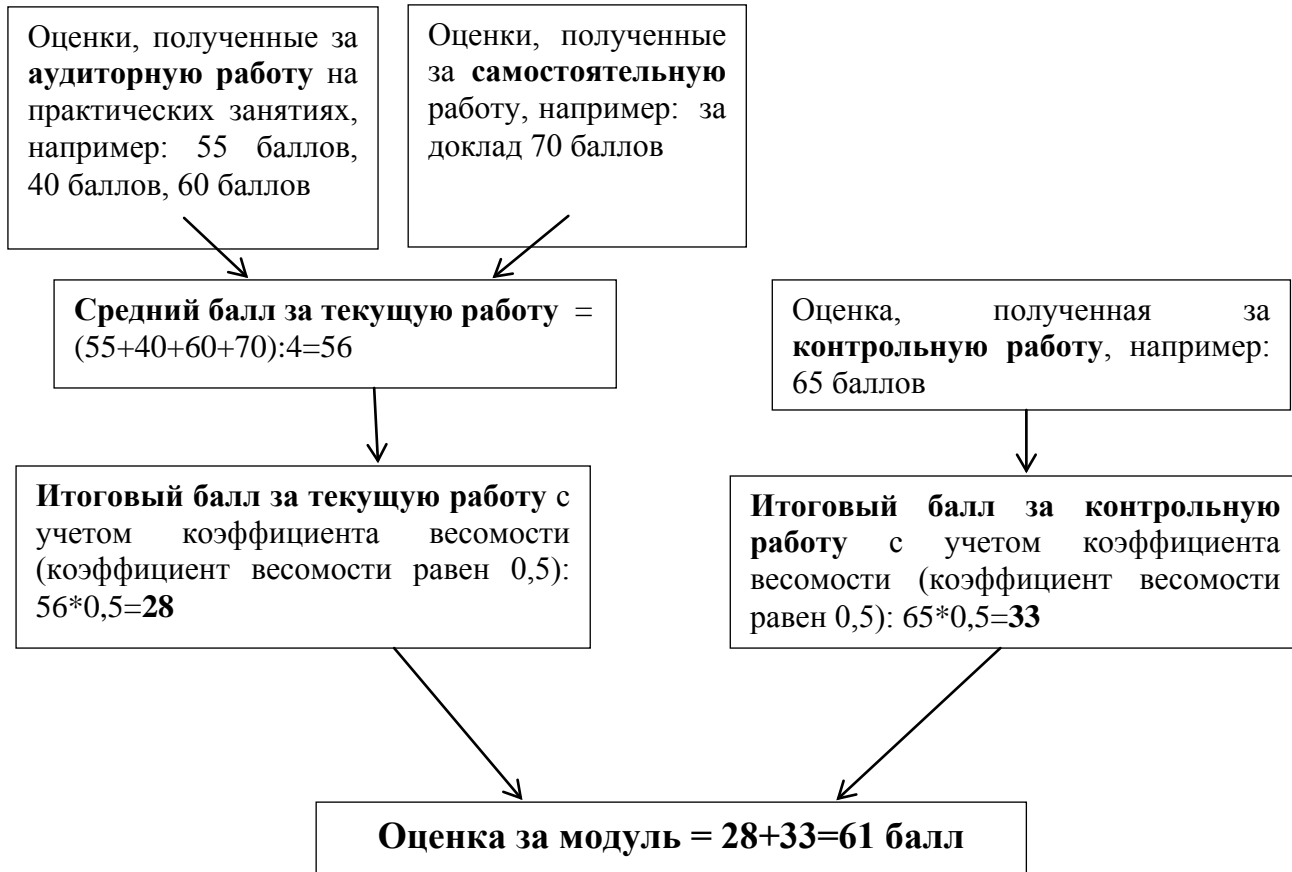 Оценки, полученные за
аудиторную работу на
практических занятиях,
например: 55 баллов,
40 баллов, 60 баллов
Оценки, полученные
за самостоятельную
работу, например: за
доклад 70 баллов
Средний балл за текущую работу =
(55+40+60+70):4=56
Оценка, полученная за
контрольную работу, например:
65 баллов
Итоговый балл за текущую работу с
учетом коэффициента весомости
(коэффициент весомости равен 0,5):
56*0,5=28
Итоговый балл за контрольную
работу с учетом коэффициента
весомости (коэффициент весомости
равен 0,5): 65*0,5=33
Оценка за модуль = 28+33=61 балл